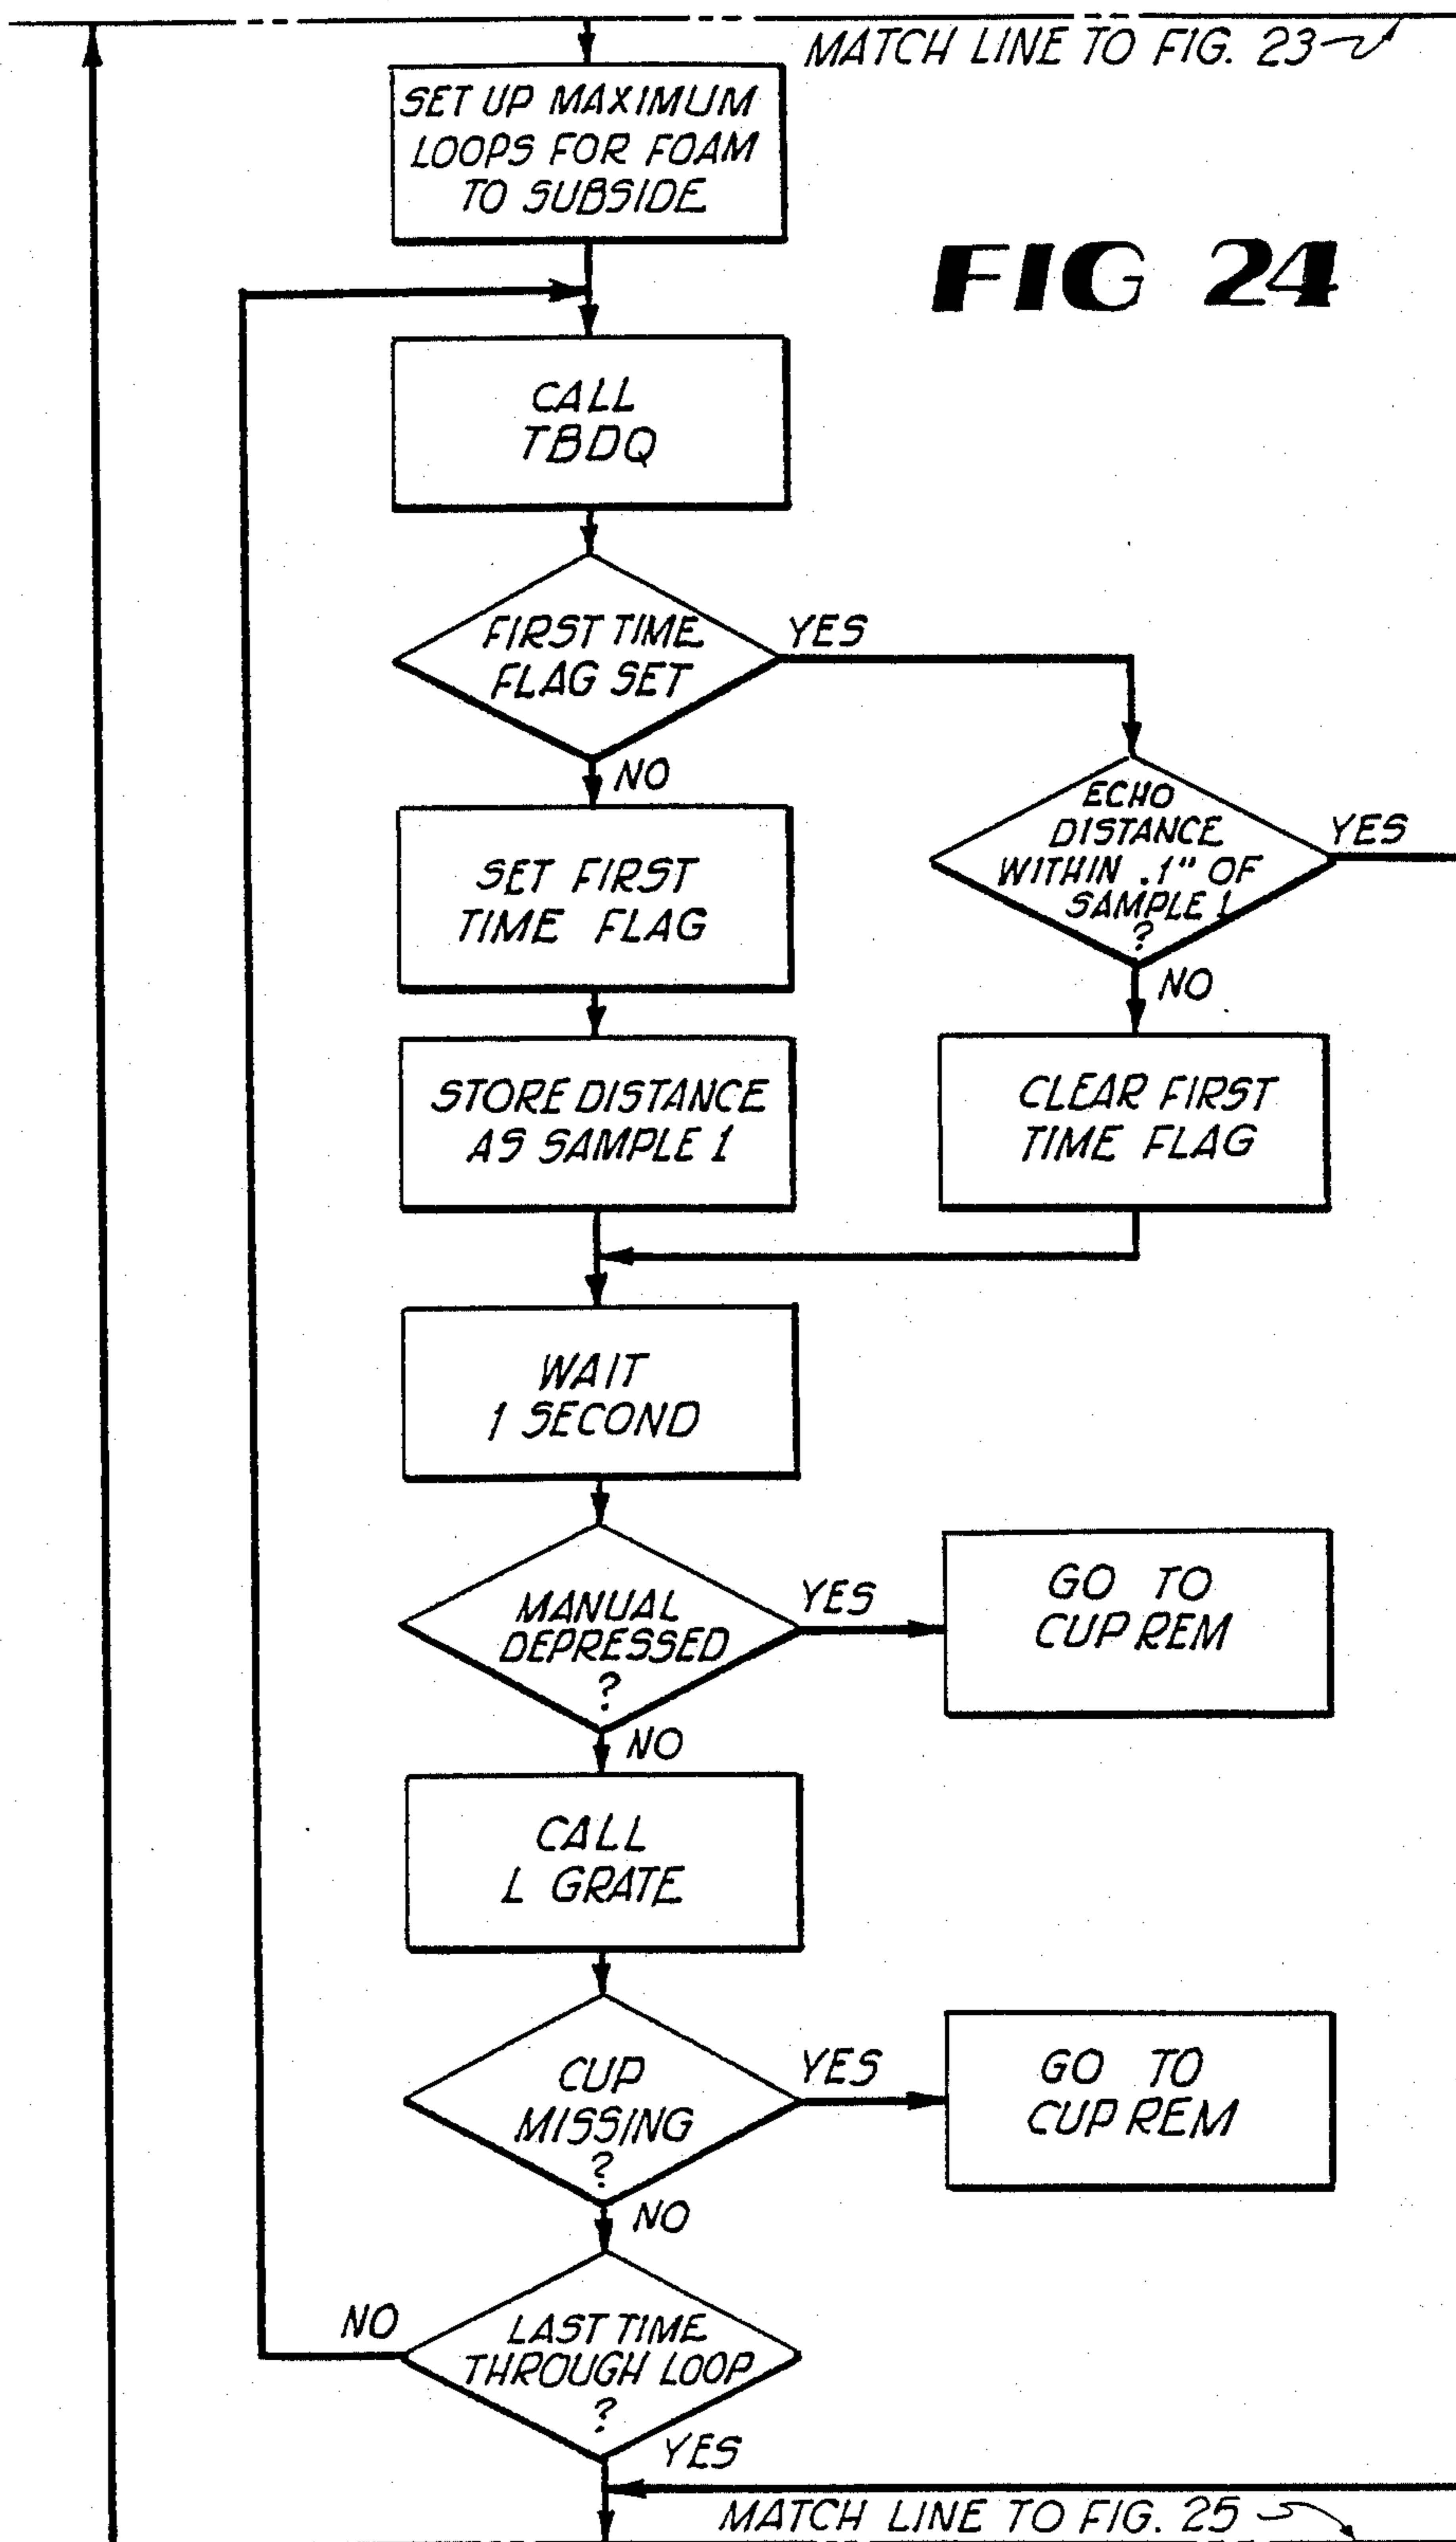 MATCH LINE TO FIG. 23
SET UP MAXIMUM
LOOPS FOR FOAM
TO SUBSIDE
FIG 24
CALL
TBDQ
FIRST TIME
FLAG SET
YES
NO
ECHO
DISTANCE
WITHIN .1" OF
SAMPLE 1
?
YES
NO
SET FIRST
TIME FLAG
STORE DISTANCE
AS SAMPLE 1
CLEAR FIRST
TIME FLAG
WAIT
1 SECOND
MANUAL
DEPRESSED
?
YES
GO TO
CUP REM
NO
CALL
L GRATE
CUP
MISSING
?
YES
GO TO
CUP REM
NO
LAST TIME
THROUGH LOOP
?
NO
YES
MATCH LINE TO FIG. 25